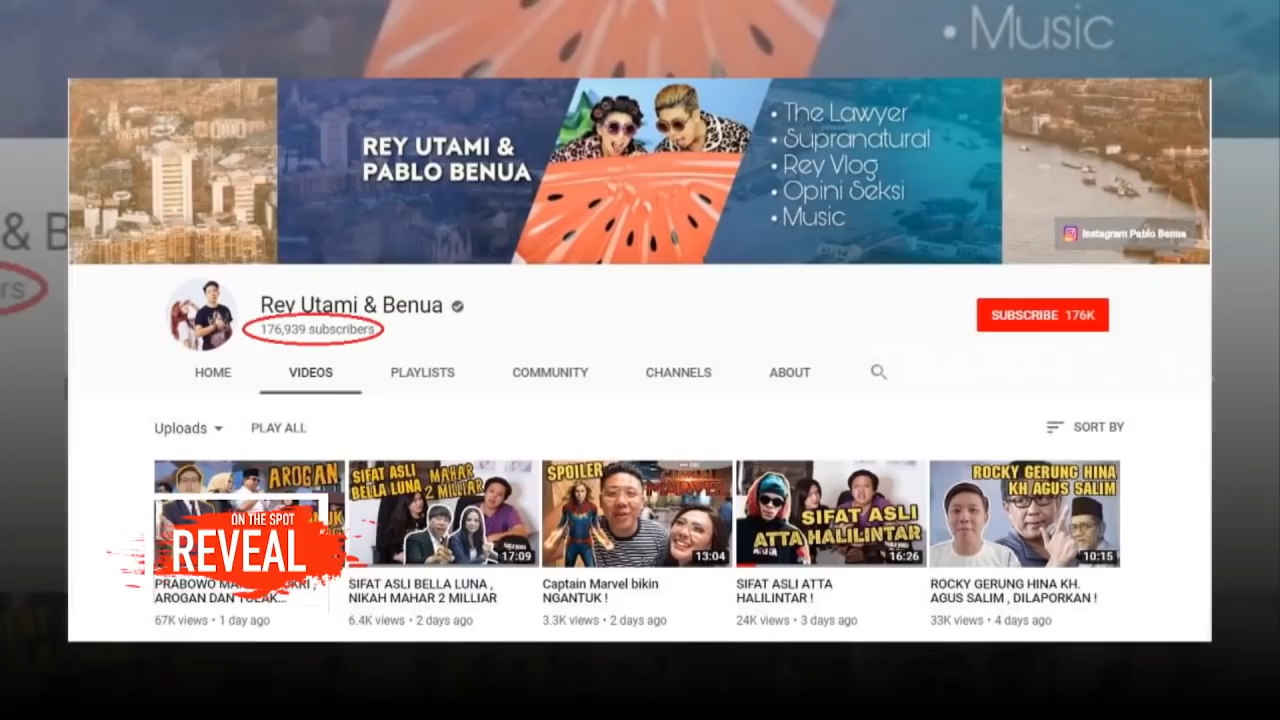 • Music
& B
rs
REY UTAMI &
PABLO BENUA
• The Lawyer
• Supranatural
• Rey Vlog
• Opini Seksi
• Music
Instagram Pablo Benua
Rey Utami & Benua
176,939 subscribers
SUBSCRIBE 176K
HOME VIDEOS PLAYLISTS COMMUNITY CHANNELS ABOUT
Uploads PLAY ALL SORT BY
AROGAN
SIFAT ASLI
BELLA LUNA
MAHAR
2 MILLIAR
17:09
SPOILER
13:04
SIFAT ASLI
ATTA HALILINTAR
16:26
ROCKY GERUNG HINA
KH AGUS SALIM
10:15
ON THE SPOT
REVEAL
PRABOWO
AROGAN DAN TOLAK...
67K views • 1 day ago
SIFAT ASLI BELLA LUNA ,
NIKAH MAHAR 2 MILLIAR
6.4K views • 2 days ago
Captain Marvel bikin
NGANTUK !
3.3K views • 2 days ago
SIFAT ASLI ATTA
HALILINTAR !
24K views • 3 days ago
ROCKY GERUNG HINA KH.
AGUS SALIM , DILAPORKAN !
33K views • 4 days ago